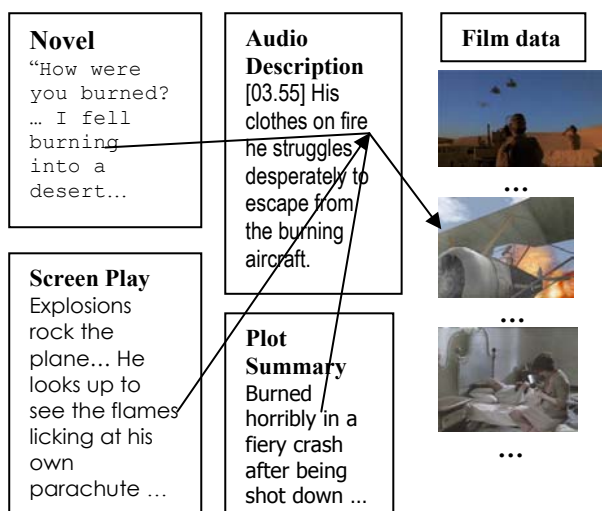 Novel
“How were
you burned?
… I fell
burning
into a
desert…
Screen Play
Explosions
rock the
plane… He
looks up to
see the flames
licking at his
own
parachute …
Audio
Description
[03.55] His
clothes on fire
he struggles
desperately to
escape from
the burning
aircraft.
Plot
Summary
Burned
horribly in a
fiery crash
after being
shot down …
Film data
…
…
…